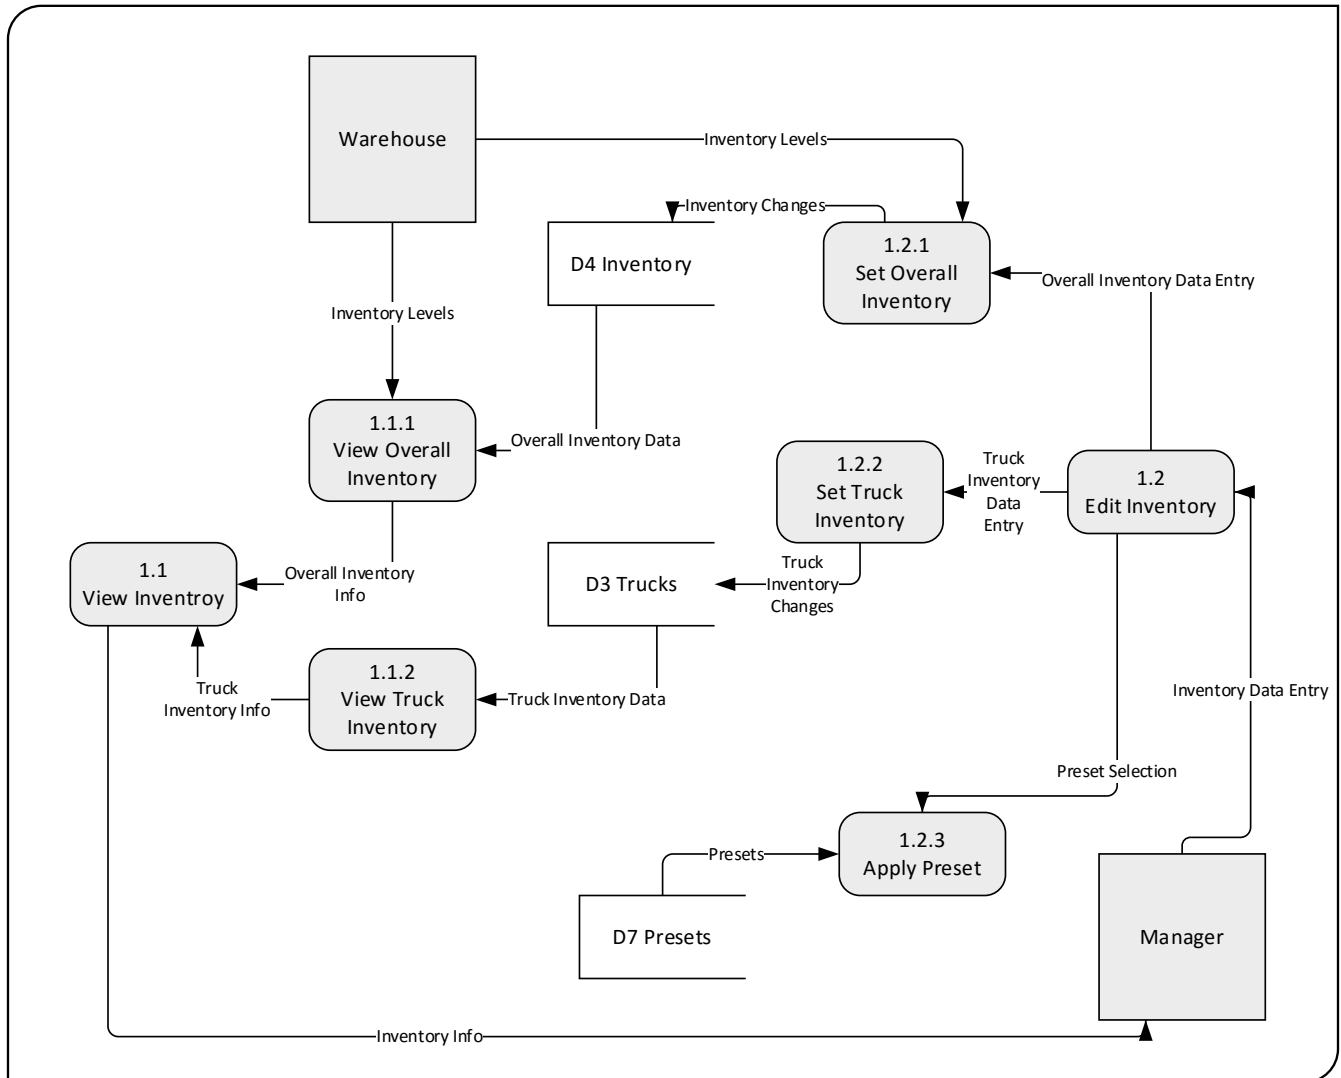 Warehouse
Inventory Levels
Inventory Changes
D4 Inventory
1.2.1
Set Overall
Inventory
Overall Inventory Data Entry
Inventory Levels
1.1.1
View Overall
Inventory
Overall Inventory Data
1.2.2
Set Truck
Inventory
Truck
Inventory
Data
Entry
1.2
Edit Inventory
1.1
View Inventroy
Overall Inventory
Info
D3 Trucks
Truck
Inventory
Changes
Truck
Inventory Info
1.1.2
View Truck
Inventory
Truck Inventory Data
Inventory Data Entry
Preset Selection
1.2.3
Apply Preset
Presets
D7 Presets
Manager
Inventory Info